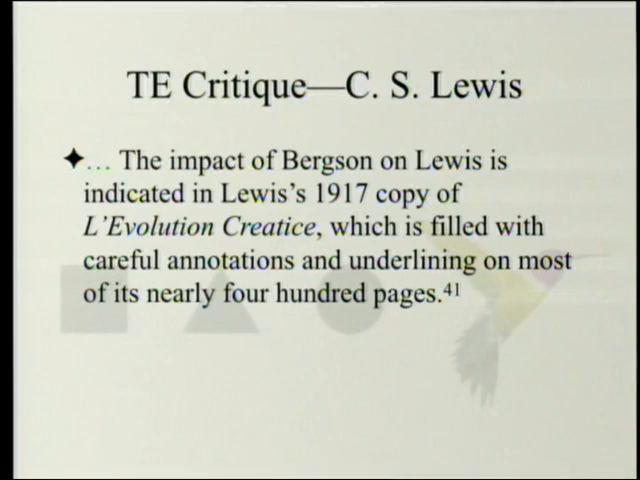 TE Critique—C. S. Lewis
✦… The impact of Bergson on Lewis is
indicated in Lewis’s 1917 copy of
L’Evolution Creatice, which is filled with
careful annotations and underlining on most
of its nearly four hundred pages.41